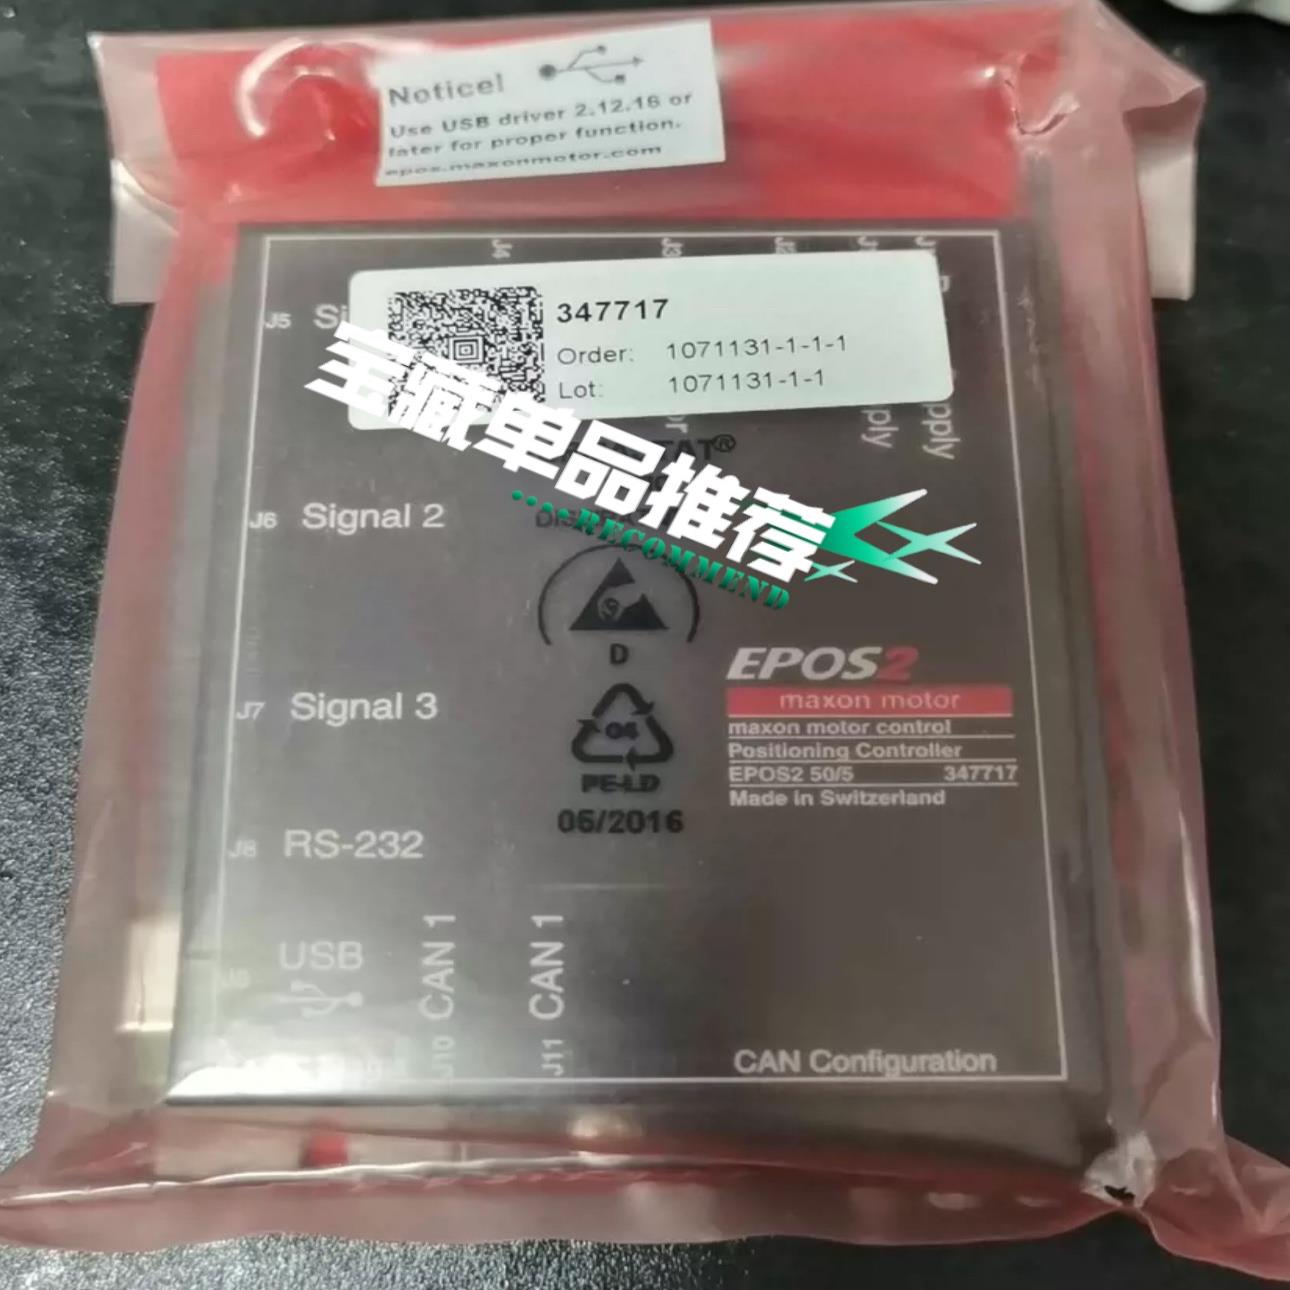 Notice!
Use USB driver 2.12.16 or
later for proper function.
epos.maxonmotor.com
J4
J3
J2
J5
347717
Order: 1071131-1-1-1
Lot: 1071131-1-1
宝藏单品推荐
RECOMMEND
J6 Signal 2
D
J7 Signal 3
04
PE-LD
06/2016
EPOS2
maxon motor
maxon motor control
Positioning Controller
EPOS2 50/5 347717
Made in Switzerland
J8 RS-232
USB
J10 CAN 1
J11 CAN 1
CAN Configuration